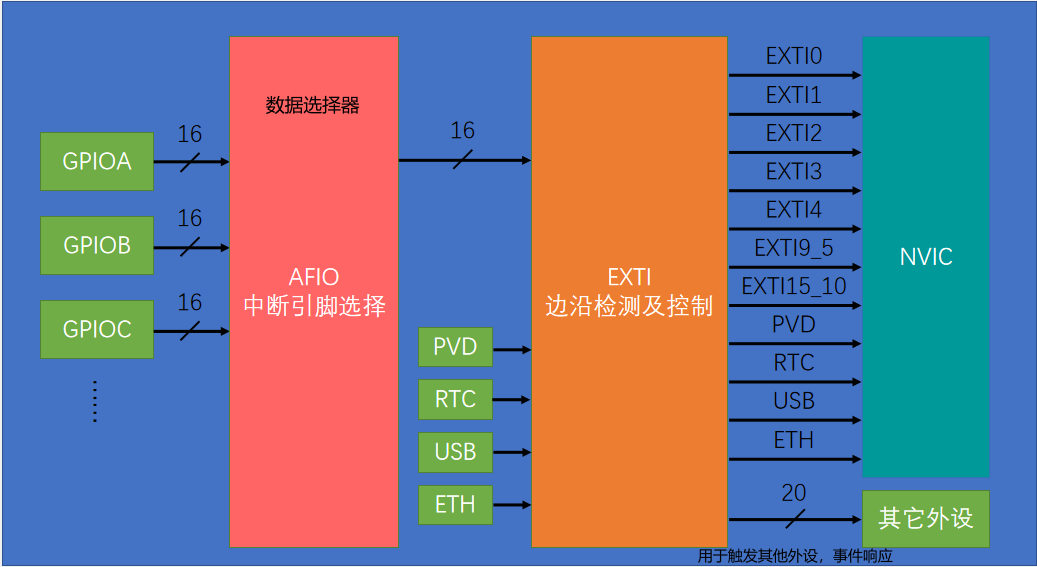 GPIOA
16
GPIOB
16
GPIOC
16
......
数据选择器
AFIO
中断引脚选择
16
PVD
RTC
USB
ETH
EXTI
边沿检测及控制
EXTI0
EXTI1
EXTI2
EXTI3
EXTI4
EXTI9_5
EXTI15_10
PVD
RTC
USB
ETH
20
NVIC
其它外设
用于触发其他外设，事件响应